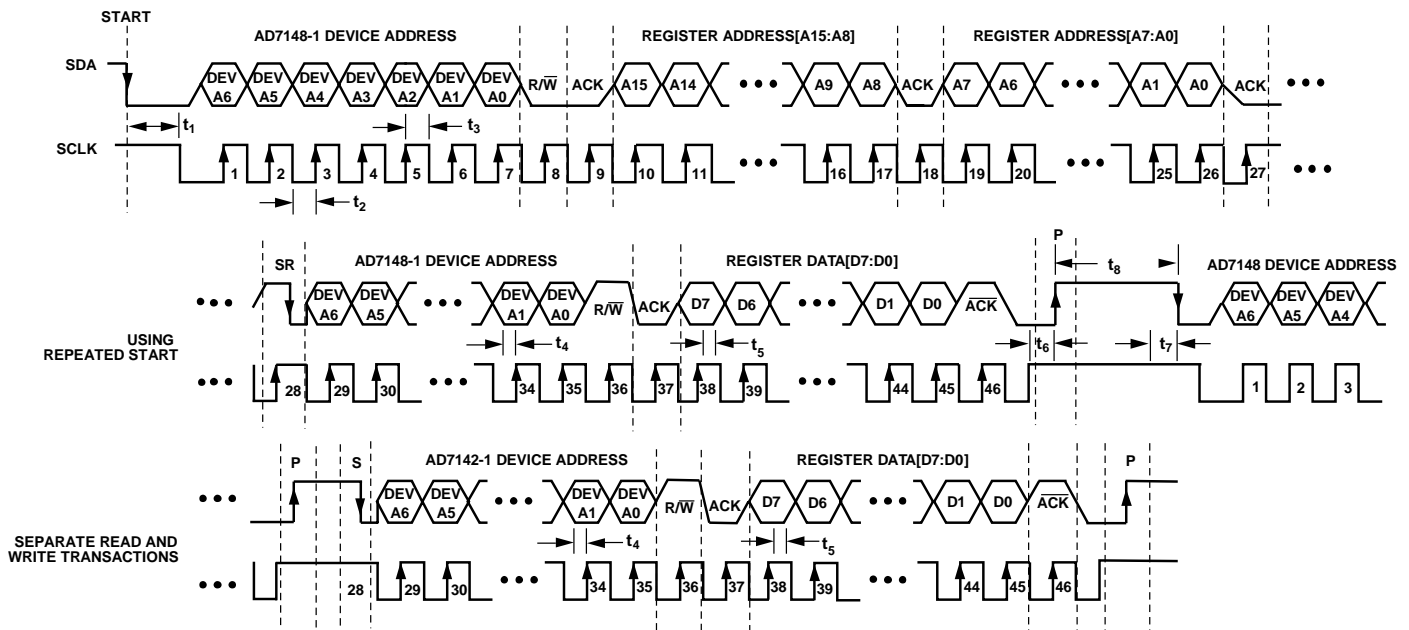 START
AD7148-1 DEVICE ADDRESS REGISTER ADDRESS[A15:A8] REGISTER ADDRESS[A7:A0]
SDA DEV A6 DEV A5 DEV A4 DEV A3 DEV A2 DEV A1 DEV A0 R/W̅ ACK A15 A14 ••• A9 A8 ACK A7 A6 ••• A1 A0 ACK •••
t1 t3
SCLK 1 2 3 4 5 6 7 8 9 10 11 ••• 16 17 18 19 20 ••• 25 26 27 •••
t2
P
SR AD7148-1 DEVICE ADDRESS REGISTER DATA[D7:D0] t8 AD7148 DEVICE ADDRESS
••• DEV A6 DEV A5 ••• DEV A1 DEV A0 R/W̅ ACK D7 D6 ••• D1 D0 A̅C̅K̅ DEV A6 DEV A5 DEV A4
USING
REPEATED START
t4 t5 t6 t7
••• 28 29 30 ••• 34 35 36 37 38 39 ••• 44 45 46 1 2 3
P S AD7142-1 DEVICE ADDRESS REGISTER DATA[D7:D0] P
••• DEV A6 DEV A5 ••• DEV A1 DEV A0 R/W̅ ACK D7 D6 ••• D1 D0 A̅C̅K̅
SEPARATE READ AND
WRITE TRANSACTIONS
t4 t5
••• 28 29 30 ••• 34 35 36 37 38 39 ••• 44 45 46